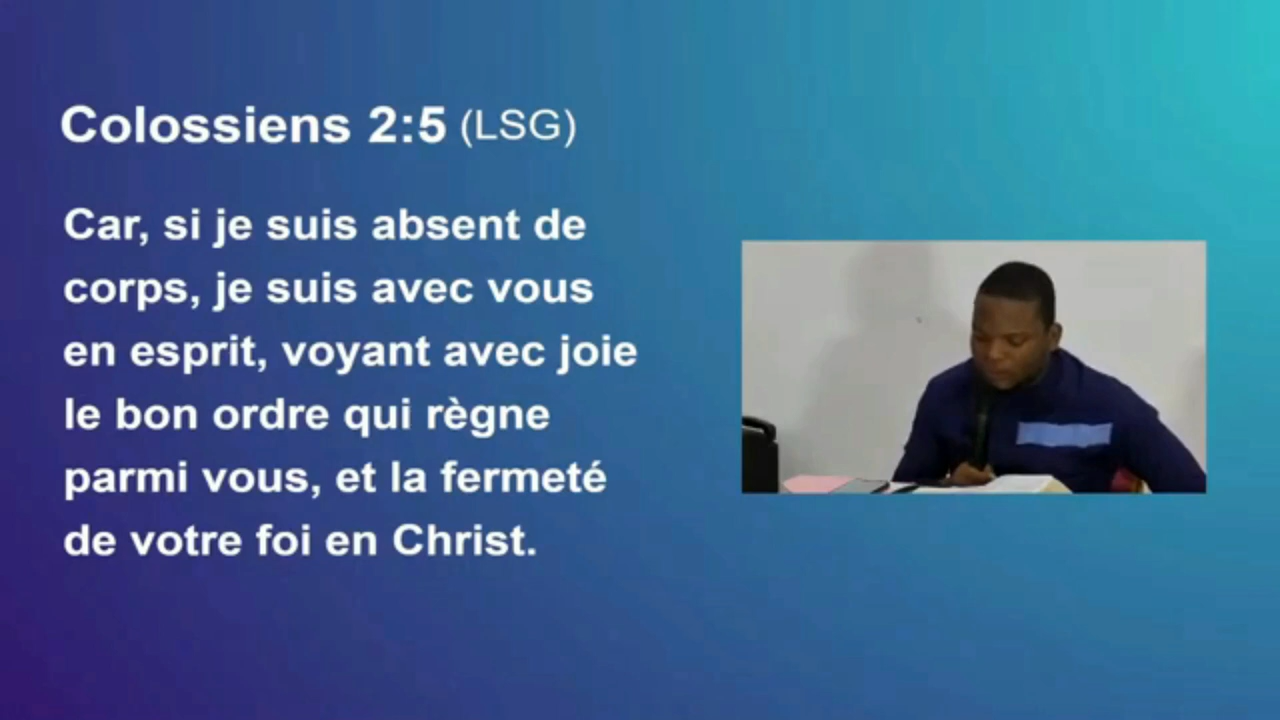 Colossiens 2:5 (LSG)
Car, si je suis absent de
corps, je suis avec vous
en esprit, voyant avec joie
le bon ordre qui règne
parmi vous, et la fermeté
de votre foi en Christ.